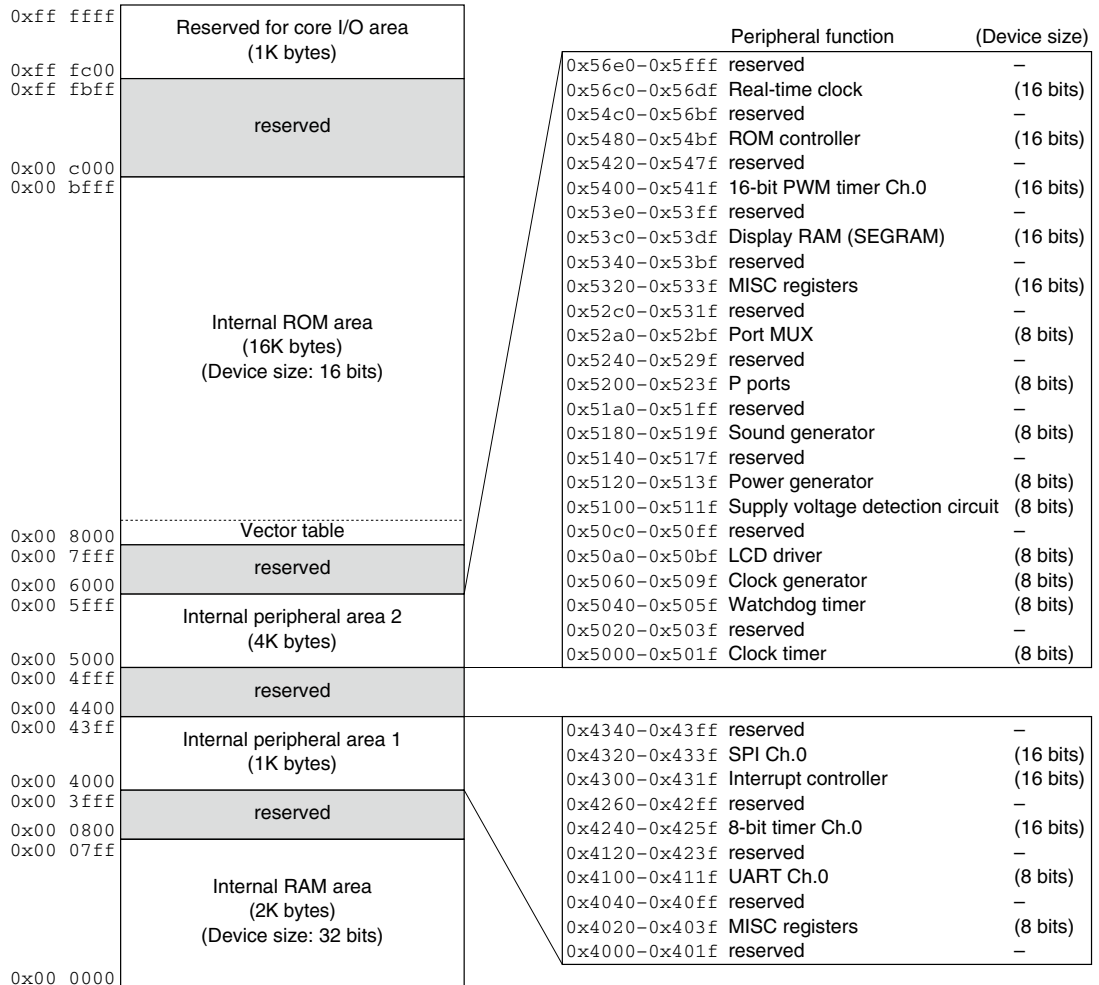 0xff ffff
Reserved for core I/O area
(1K bytes)
0xff fc00
0xff fbff
reserved
0x00 c000
0x00 bfff
Internal ROM area
(16K bytes)
(Device size: 16 bits)
Vector table
0x00 8000
0x00 7fff
reserved
0x00 6000
0x00 5fff
Internal peripheral area 2
(4K bytes)
0x00 5000
0x00 4fff
reserved
0x00 4400
0x00 43ff
Internal peripheral area 1
(1K bytes)
0x00 4000
0x00 3fff
reserved
0x00 0800
0x00 07ff
Internal RAM area
(2K bytes)
(Device size: 32 bits)
0x00 0000
Peripheral function (Device size)
0x56e0–0x5fff reserved –
0x56c0–0x56df Real-time clock (16 bits)
0x54c0–0x56bf reserved –
0x5480–0x54bf ROM controller (16 bits)
0x5420–0x547f reserved –
0x5400–0x541f 16-bit PWM timer Ch.0 (16 bits)
0x53e0–0x53ff reserved –
0x53c0–0x53df Display RAM (SEGRAM) (16 bits)
0x5340–0x53bf reserved –
0x5320–0x533f MISC registers (16 bits)
0x52c0–0x531f reserved –
0x52a0–0x52bf Port MUX (8 bits)
0x5240–0x529f reserved –
0x5200–0x523f P ports (8 bits)
0x51a0–0x51ff reserved –
0x5180–0x519f Sound generator (8 bits)
0x5140–0x517f reserved –
0x5120–0x513f Power generator (8 bits)
0x5100–0x511f Supply voltage detection circuit (8 bits)
0x50c0–0x50ff reserved –
0x50a0–0x50bf LCD driver (8 bits)
0x5060–0x509f Clock generator (8 bits)
0x5040–0x505f Watchdog timer (8 bits)
0x5020–0x503f reserved –
0x5000–0x501f Clock timer (8 bits)
0x4340–0x43ff reserved –
0x4320–0x433f SPI Ch.0 (16 bits)
0x4300–0x431f Interrupt controller (16 bits)
0x4260–0x42ff reserved –
0x4240–0x425f 8-bit timer Ch.0 (16 bits)
0x4120–0x423f reserved –
0x4100–0x411f UART Ch.0 (8 bits)
0x4040–0x40ff reserved –
0x4020–0x403f MISC registers (8 bits)
0x4000–0x401f reserved –